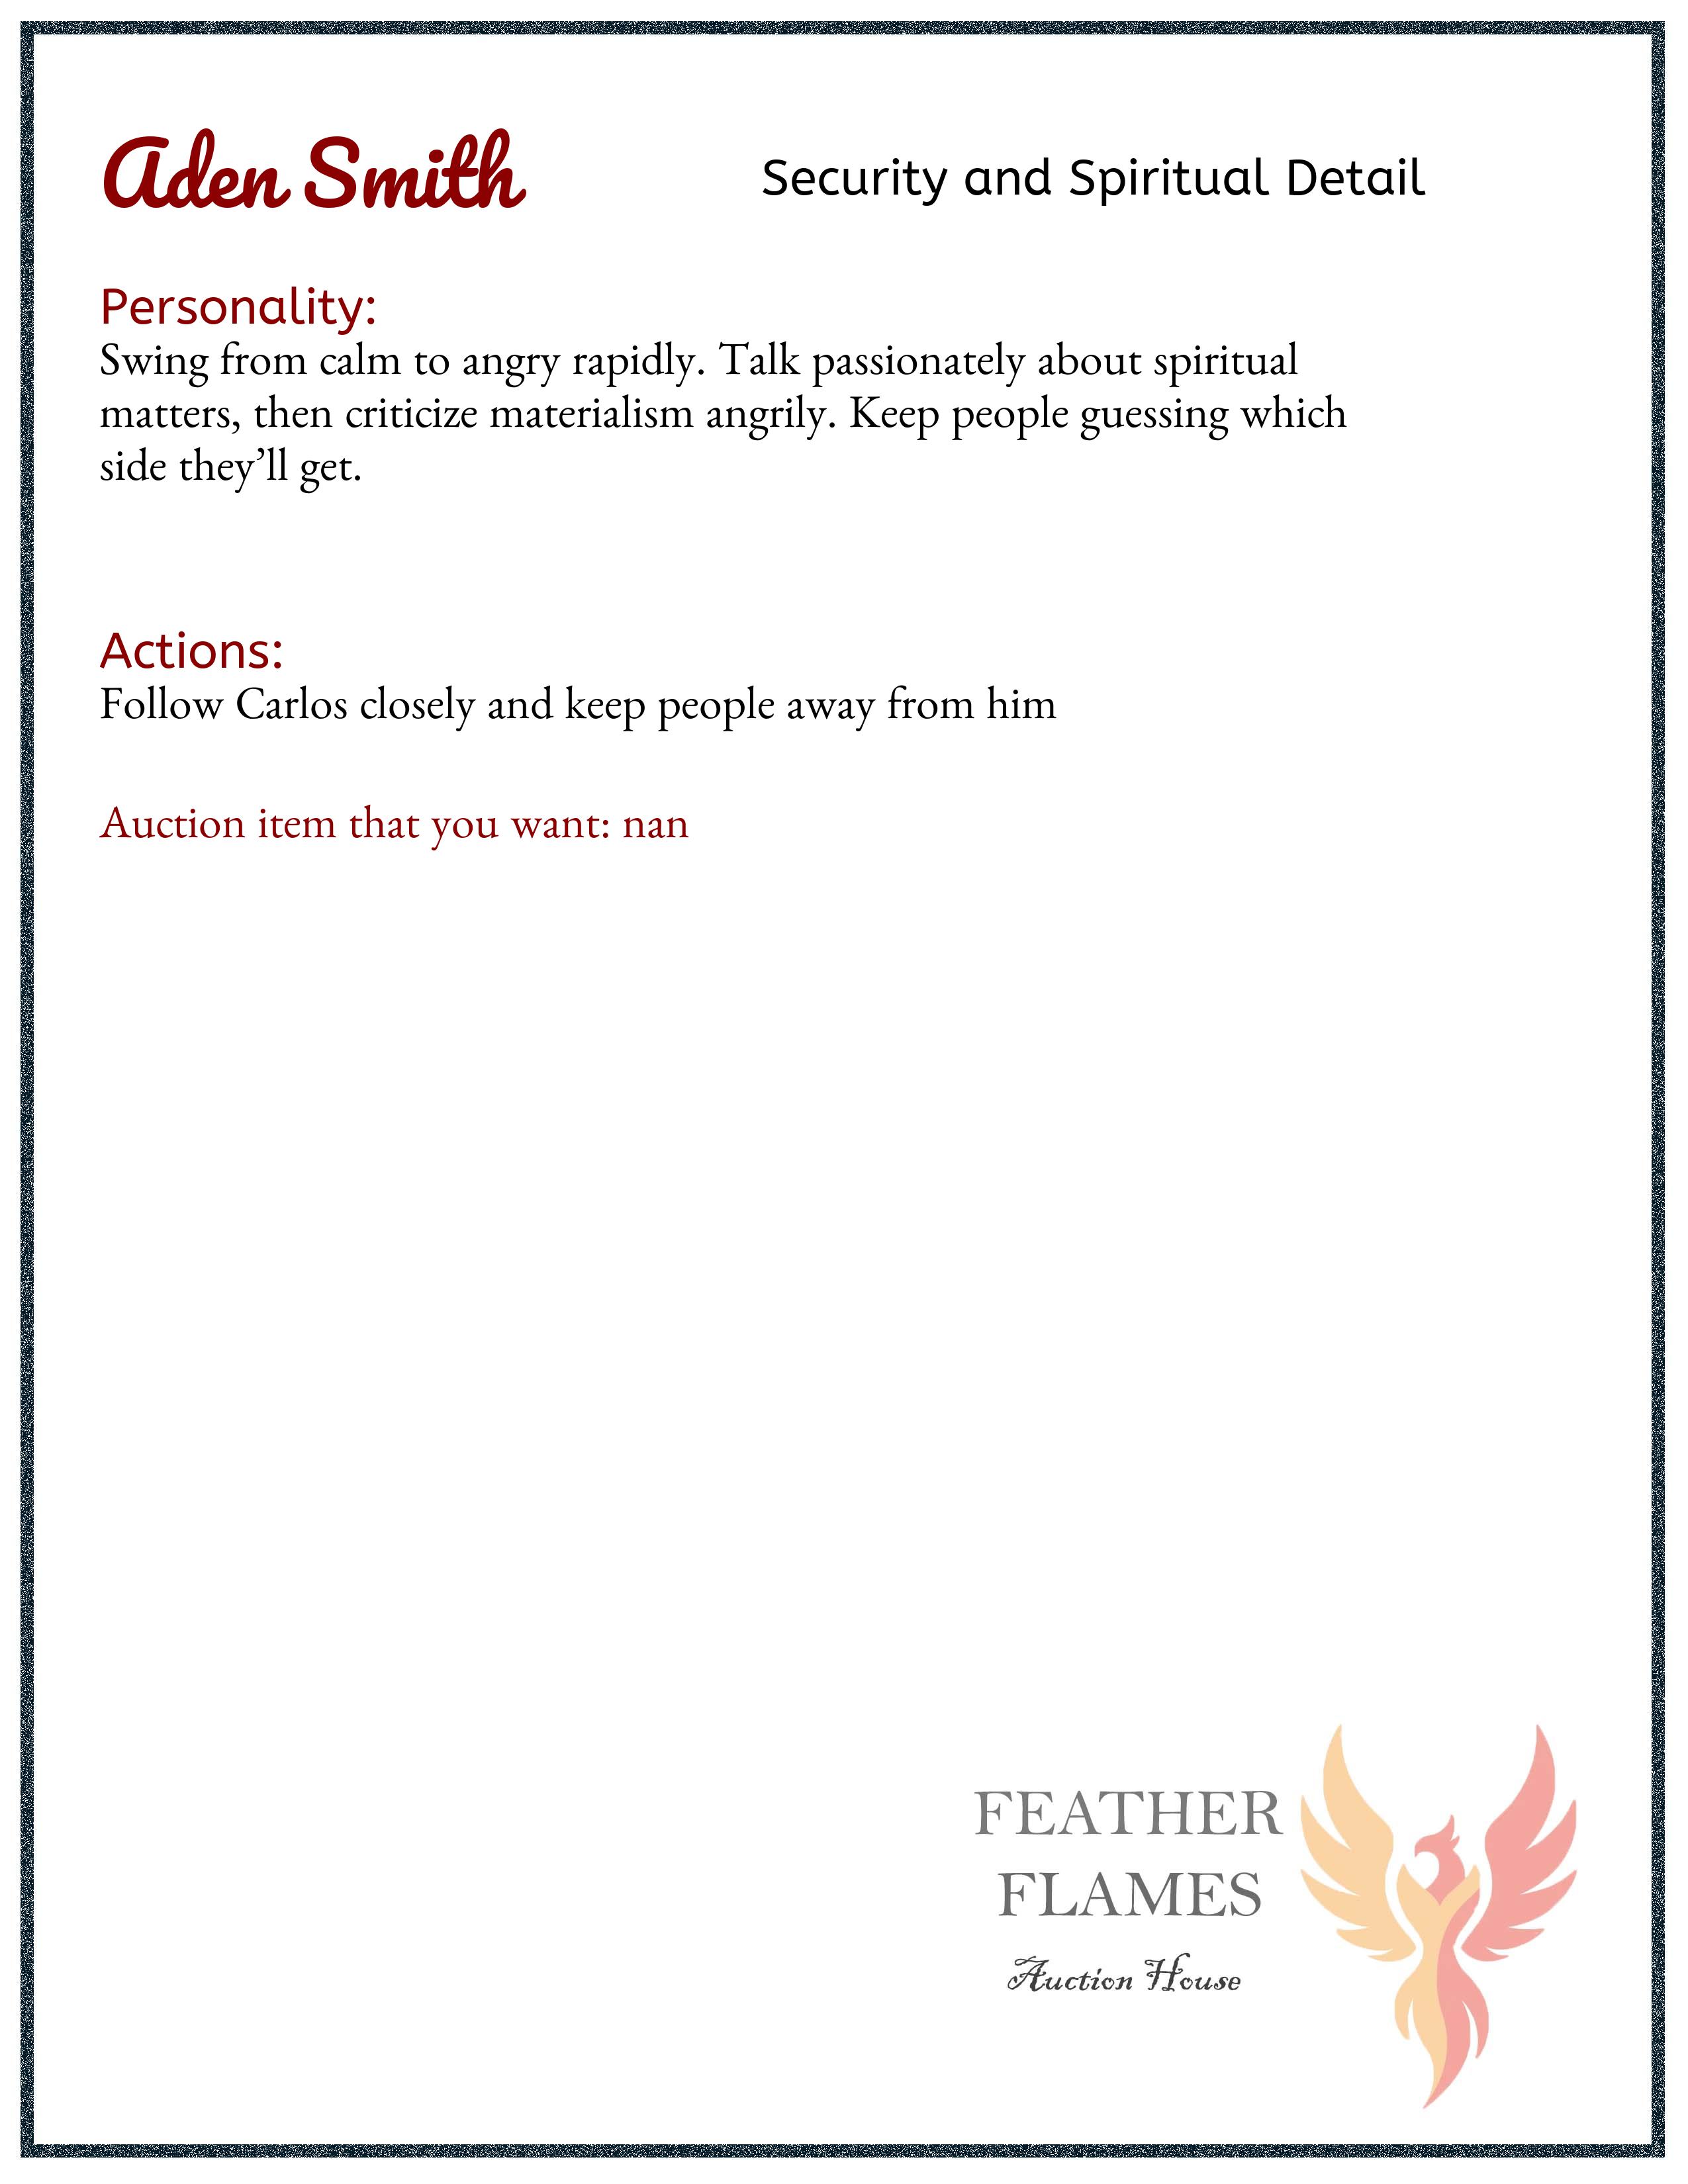 Aden Smith
Security and Spiritual Detail
Personality:
Swing from calm to angry rapidly. Talk passionately about spiritual
matters, then criticize materialism angrily. Keep people guessing which
side they’ll get.
Actions:
Follow Carlos closely and keep people away from him
Auction item that you want: nan
FEATHER
FLAMES
Auction House